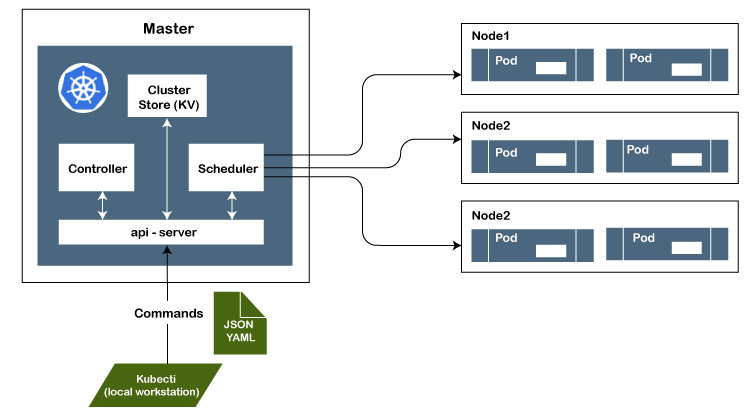 Master
Cluster
Store (KV)
Controller
Scheduler
api - server
Commands
JSON
YAML
Kubecti
(local workstation)
Node1
Pod
Pod
Node2
Pod
Pod
Node2
Pod
Pod